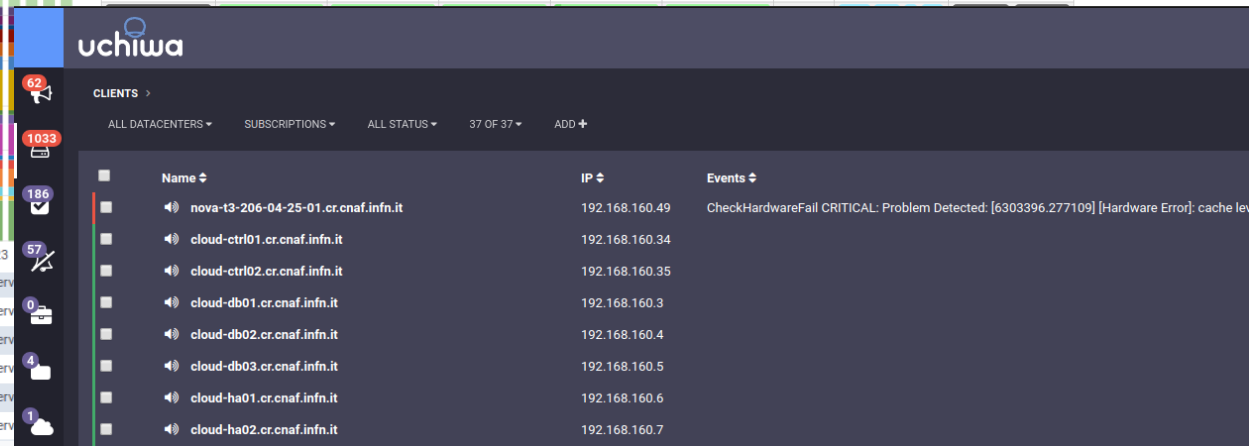 uchiwa
62
CLIENTS >
ALL DATACENTERS SUBSCRIPTIONS ALL STATUS 37 OF 37 ADD +
1033
Name IP Events
186
nova-t3-206-04-25-01.cr.cnaf.infn.it 192.168.160.49 CheckHardwareFail CRITICAL: Problem Detected: [6303396.277109] [Hardware Error]: cache lev
cloud-ctrl01.cr.cnaf.infn.it 192.168.160.34
57
cloud-ctrl02.cr.cnaf.infn.it 192.168.160.35
0
cloud-db01.cr.cnaf.infn.it 192.168.160.3
cloud-db02.cr.cnaf.infn.it 192.168.160.4
4
cloud-db03.cr.cnaf.infn.it 192.168.160.5
cloud-ha01.cr.cnaf.infn.it 192.168.160.6
1
cloud-ha02.cr.cnaf.infn.it 192.168.160.7